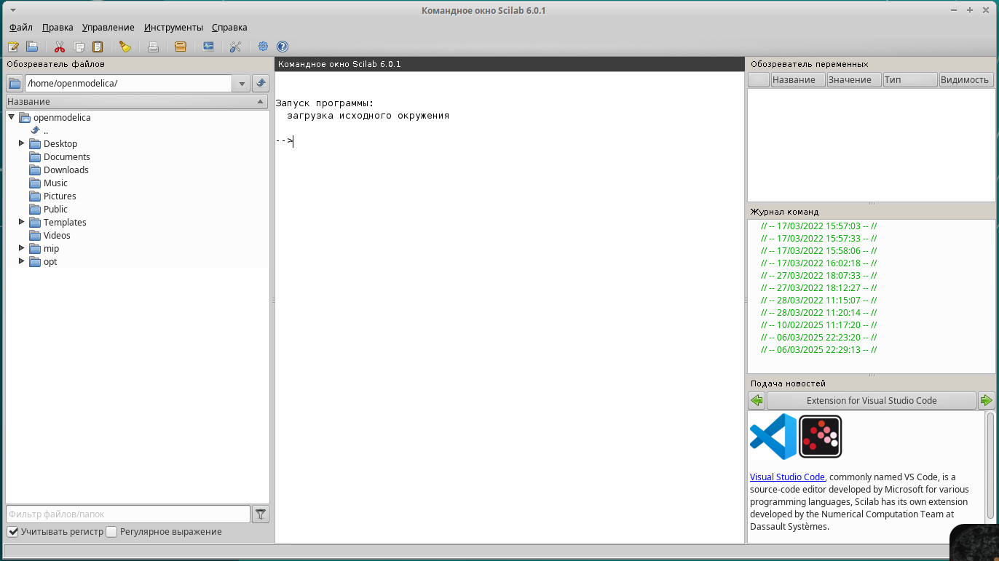 Командное окно Scilab 6.0.1
Файл Правка Управление Инструменты Справка
Обозреватель файлов
/home/openmodelica/
Название
openmodelica
..
Desktop
Documents
Downloads
Music
Pictures
Public
Templates
Videos
mip
opt
Фильтр файлов/папок
Учитывать регистр Регулярное выражение
Командное окно Scilab 6.0.1
Запуск программы:
загрузка исходного окружения
-->
Обозреватель переменных
Название Значение Тип Видимость
Журнал команд
// -- 17/03/2022 15:57:03 -- //
// -- 17/03/2022 15:57:33 -- //
// -- 17/03/2022 15:58:06 -- //
// -- 17/03/2022 16:02:18 -- //
// -- 27/03/2022 18:07:33 -- //
// -- 27/03/2022 18:12:27 -- //
// -- 28/03/2022 11:15:07 -- //
// -- 28/03/2022 11:20:14 -- //
// -- 10/02/2025 11:17:20 -- //
// -- 06/03/2025 22:23:20 -- //
// -- 06/03/2025 22:29:13 -- //
Подача новостей
Extension for Visual Studio Code
Visual Studio Code, commonly named VS Code, is a
source-code editor developed by Microsoft for various
programming languages, Scilab has its own extension
developed by the Numerical Computation Team at
Dassault Systèmes.